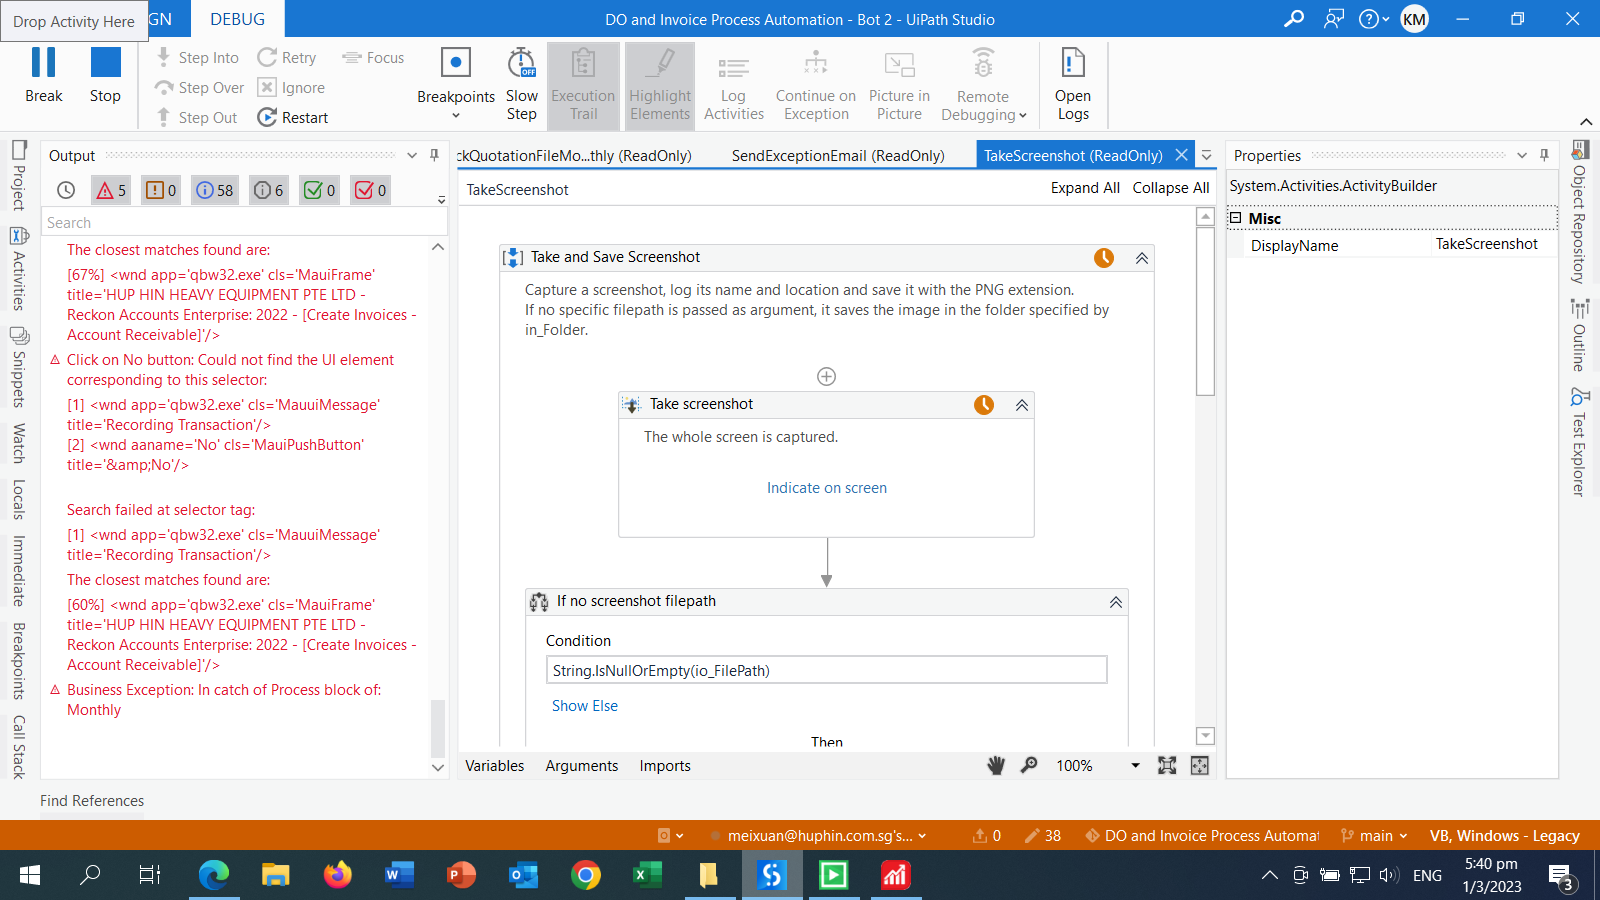 Drop Activity Here
GN
DEBUG
DO and Invoice Process Automation - Bot 2 - UiPath Studio
KM
Break
Stop
Step Into
Step Over
Step Out
Retry
Ignore
Restart
Focus
Breakpoints
Slow
Step
OFF
Execution
Trail
Highlight
Elements
Log
Activities
Continue on
Exception
Picture in
Picture
Remote
Debugging
Open
Logs
Project
Activities
Snippets
Watch
Locals
Immediate
Breakpoints
Call Stack
Output
5
0
58
6
0
0
Search
The closest matches found are:
[67%] <wnd app='qbw32.exe' cls='MauiFrame'
title='HUP HIN HEAVY EQUIPMENT PTE LTD -
Reckon Accounts Enterprise: 2022 - [Create Invoices -
Account Receivable]'/>
Click on No button: Could not find the UI element
corresponding to this selector:
[1] <wnd app='qbw32.exe' cls='MauuiMessage'
title='Recording Transaction'/>
[2] <wnd aaname='No' cls='MauiPushButton'
title='&amp;No'/>
Search failed at selector tag:
[1] <wnd app='qbw32.exe' cls='MauuiMessage'
title='Recording Transaction'/>
The closest matches found are:
[60%] <wnd app='qbw32.exe' cls='MauiFrame'
title='HUP HIN HEAVY EQUIPMENT PTE LTD -
Reckon Accounts Enterprise: 2022 - [Create Invoices -
Account Receivable]'/>
Business Exception: In catch of Process block of:
Monthly
ckQuotationFileMo...thly (ReadOnly)
SendExceptionEmail (ReadOnly)
TakeScreenshot (ReadOnly)
TakeScreenshot
Expand All
Collapse All
Take and Save Screenshot
Capture a screenshot, log its name and location and save it with the PNG extension.
If no specific filepath is passed as argument, it saves the image in the folder specified by
in_Folder.
Take screenshot
The whole screen is captured.
Indicate on screen
If no screenshot filepath
Condition
String.IsNullOrEmpty(io_FilePath)
Show Else
Then
Variables
Arguments
Imports
100%
Properties
System.Activities.ActivityBuilder
Misc
DisplayName
TakeScreenshot
Object Repository
Outline
Test Explorer
Find References
meixuan@huphin.com.sg's...
0
38
DO and Invoice Process Automat
main
VB, Windows - Legacy
ENG
5:40 pm
1/3/2023
3